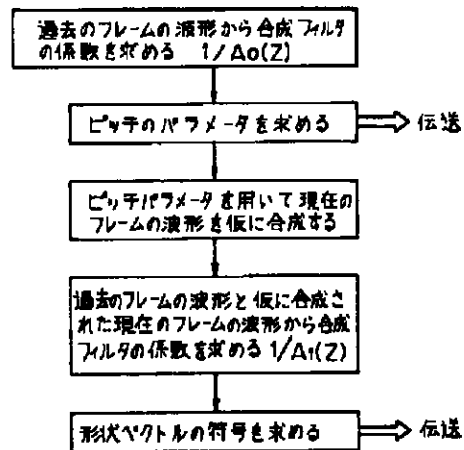 過去のフレームの波形から合成フィルタ
の係数を求める 1/A0(Z)
ピッチのパラメータを求める
伝送
ピッチパラメータを用いて現在の
フレームの波形を仮に合成する
過去のフレームの波形と仮に合成さ
れた現在のフレームの波形から合成
フィルタの係数を求める 1/A1(Z)
形状ベクトルの符号を求める
伝送